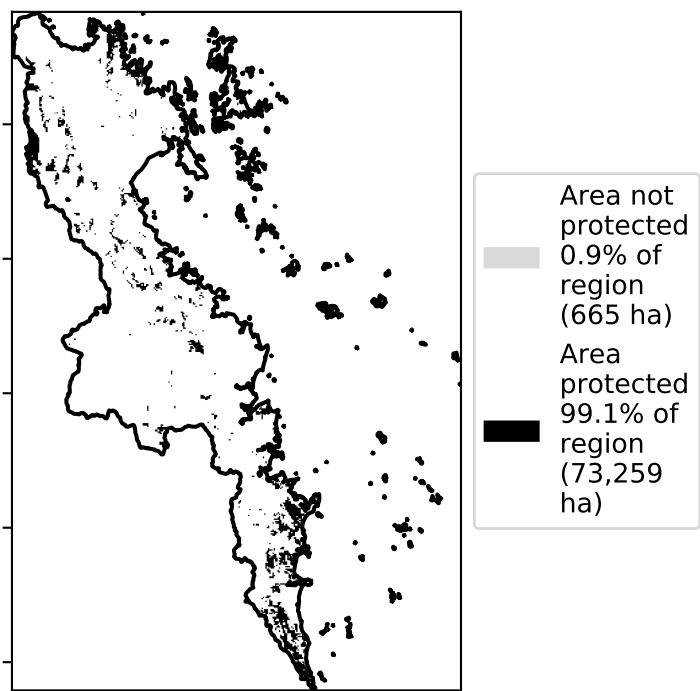 Area not
protected
0.9% of
region
(665 ha)
Area
protected
99.1% of
region
(73,259
ha)